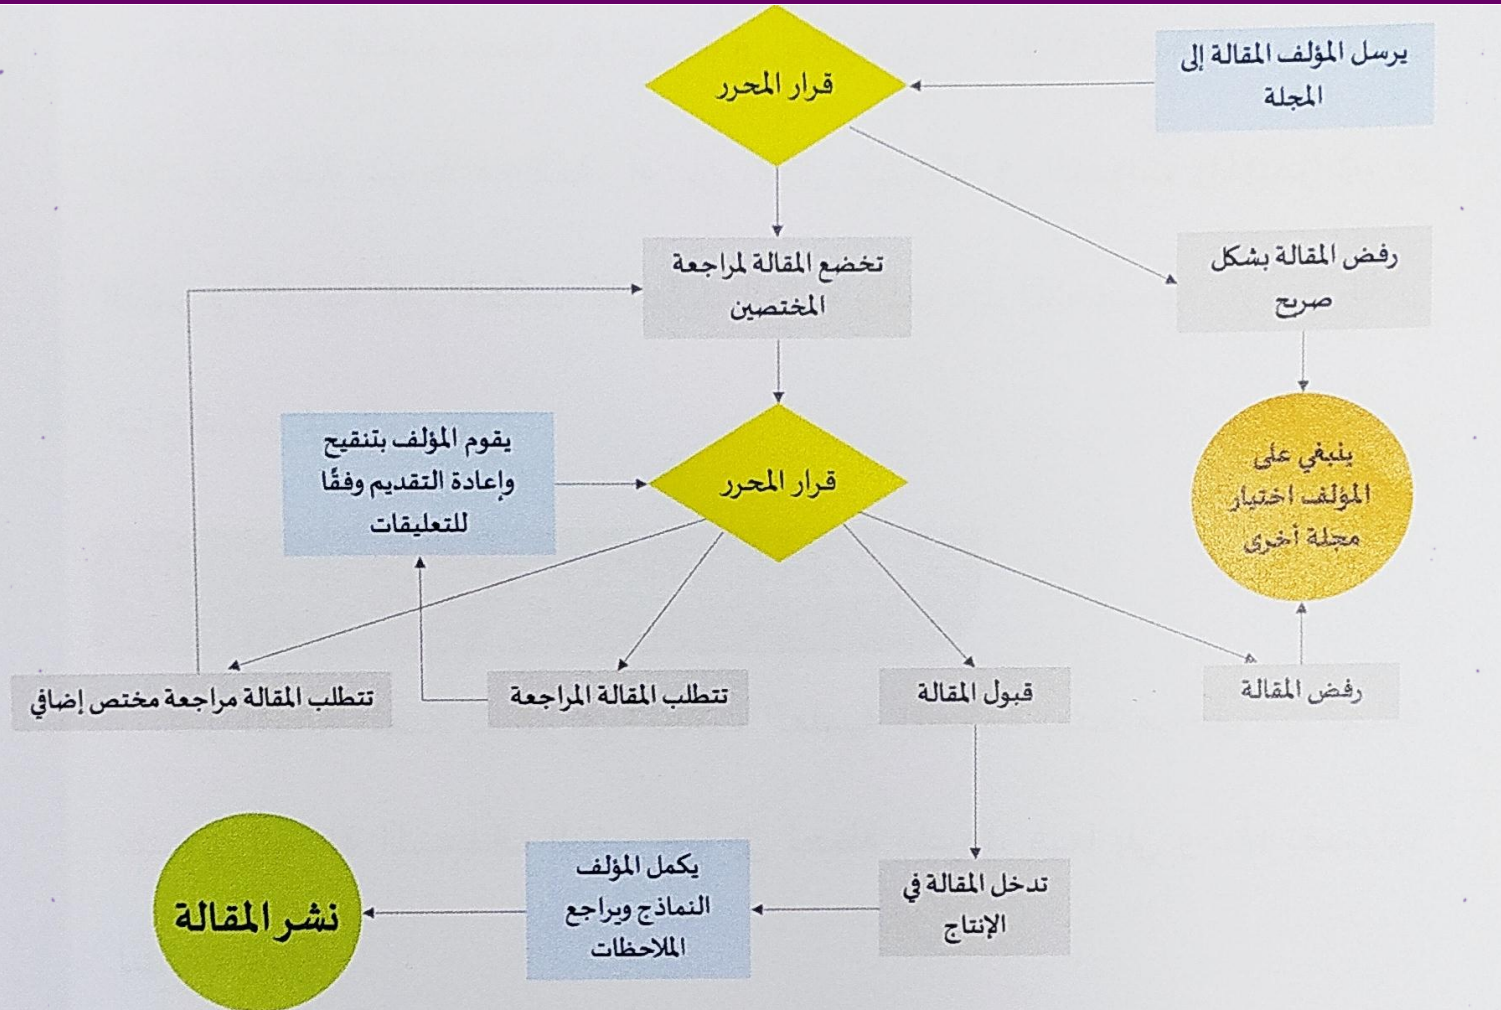 يرسل المؤلف المقالة إلى
المجلة
قرار المحرر
رفض المقالة بشكل
صريح
تخضع المقالة لمراجعة
المختصين
ينبغي على
المؤلف اختيار
مجلة أخرى
قرار المحرر
يقوم المؤلف بتنقيح
وإعادة التقديم وفقًا
للتعليقات
رفض المقالة
قبول المقالة
تتطلب المقالة المراجعة
تتطلب المقالة مراجعة مختص إضافي
تدخل المقالة في
الإنتاج
يكمل المؤلف
النماذج ويراجع
الملاحظات
نشر المقالة